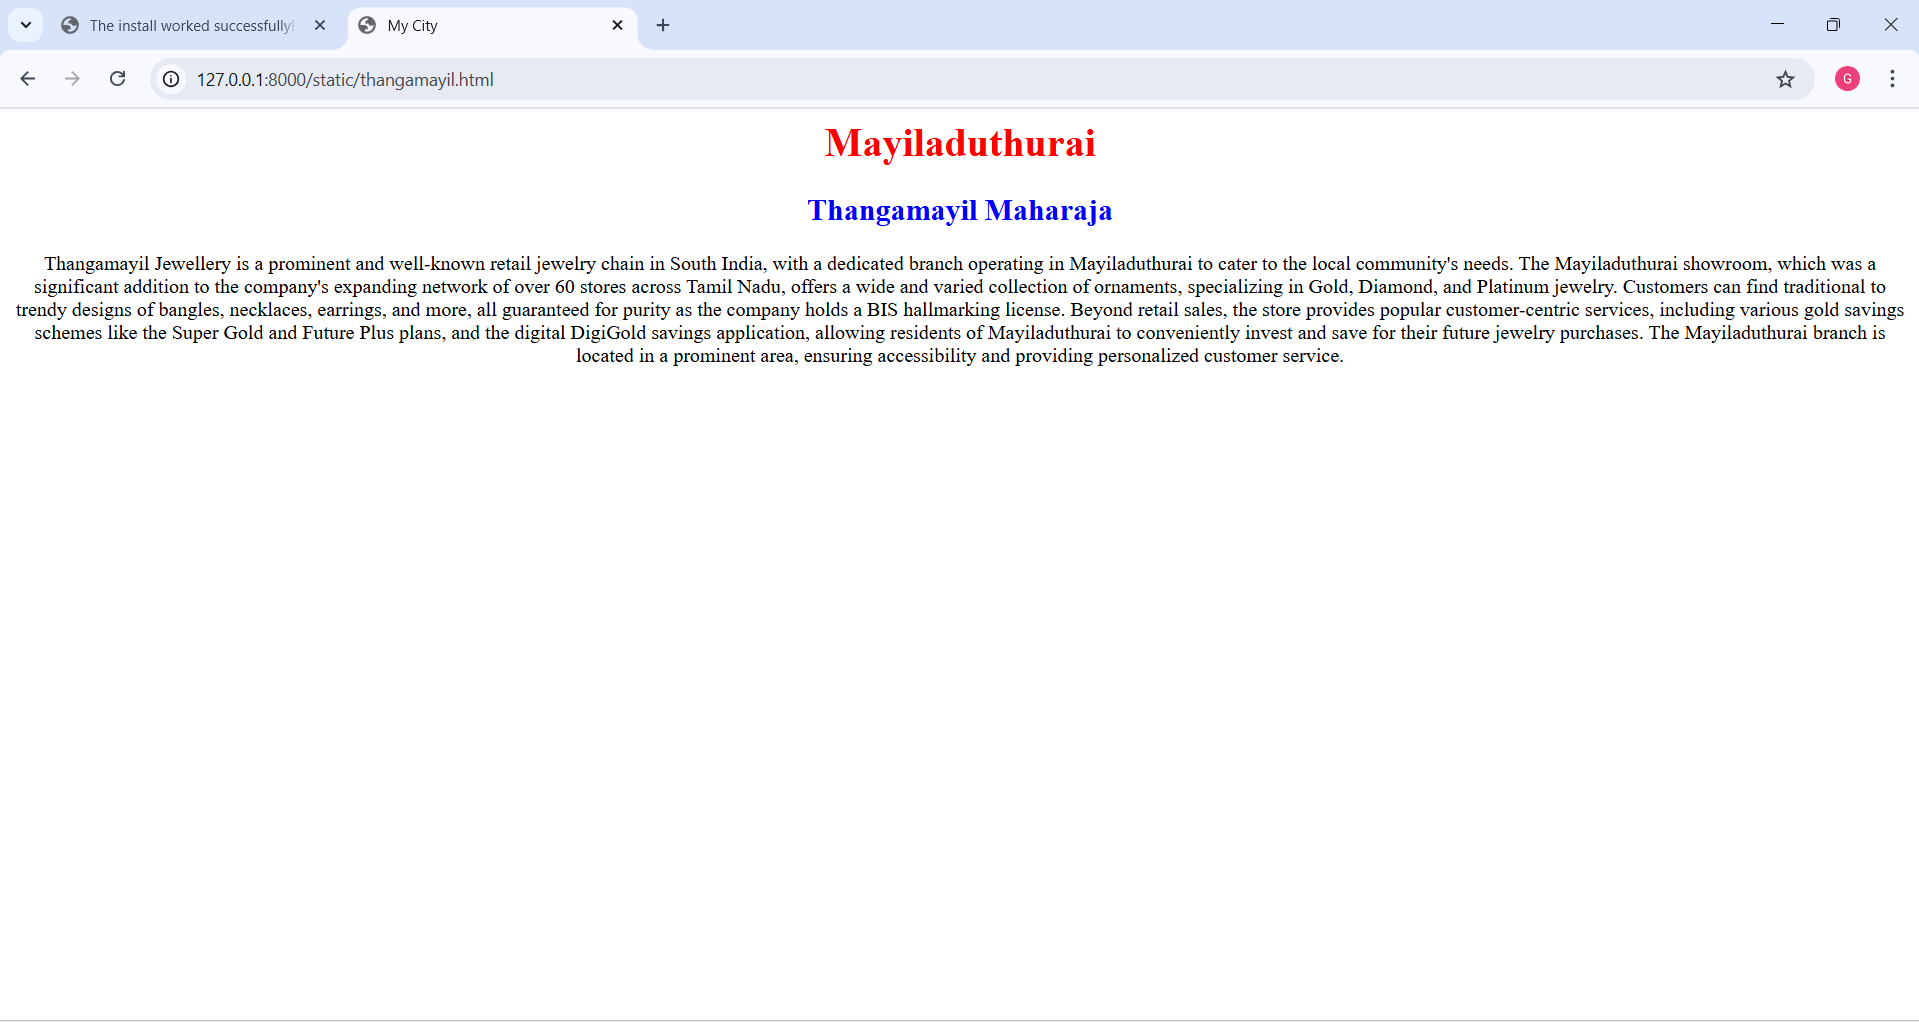 The install worked successfully!
My City
127.0.0.1:8000/static/thangamayil.html
G
Mayiladuthurai
Thangamayil Maharaja
Thangamayil Jewellery is a prominent and well-known retail jewelry chain in South India, with a dedicated branch operating in Mayiladuthurai to cater to the local community's needs. The Mayiladuthurai showroom, which was a
significant addition to the company's expanding network of over 60 stores across Tamil Nadu, offers a wide and varied collection of ornaments, specializing in Gold, Diamond, and Platinum jewelry. Customers can find traditional to
trendy designs of bangles, necklaces, earrings, and more, all guaranteed for purity as the company holds a BIS hallmarking license. Beyond retail sales, the store provides popular customer-centric services, including various gold savings
schemes like the Super Gold and Future Plus plans, and the digital DigiGold savings application, allowing residents of Mayiladuthurai to conveniently invest and save for their future jewelry purchases. The Mayiladuthurai branch is
located in a prominent area, ensuring accessibility and providing personalized customer service.